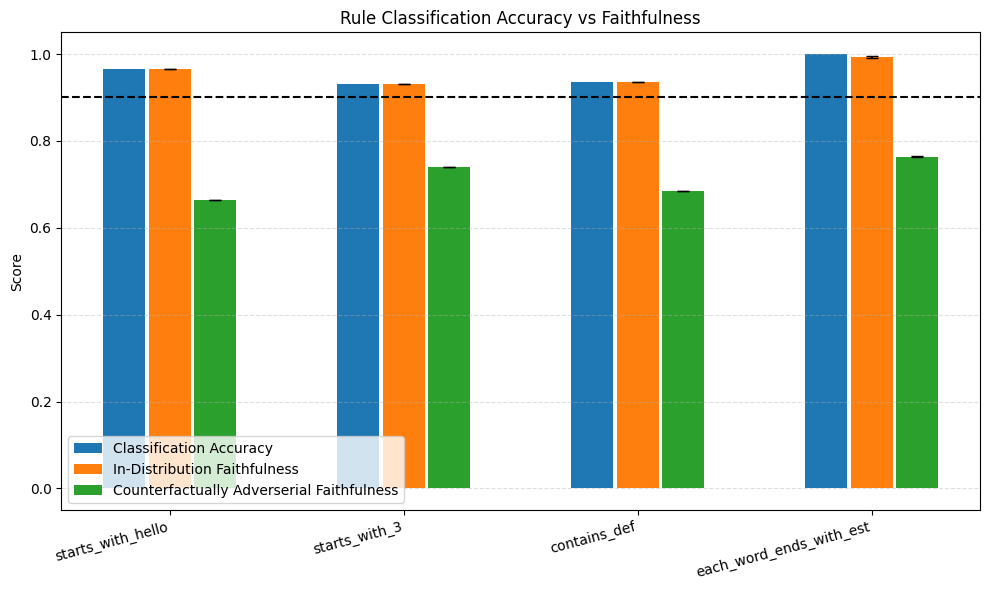 Rule Classification Accuracy vs Faithfulness
Score
1.0
0.8
0.6
0.4
0.2
0.0
Classification Accuracy
In-Distribution Faithfulness
Counterfactually Adverserial Faithfulness
starts_with_hello
starts_with_3
contains_def
each_word_ends_with_est